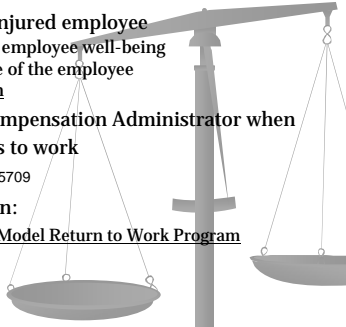 njured employee
employee well-being
e of the employee
n
mpensation Administrator when
s to work
5709
n:
Model Return to Work Program